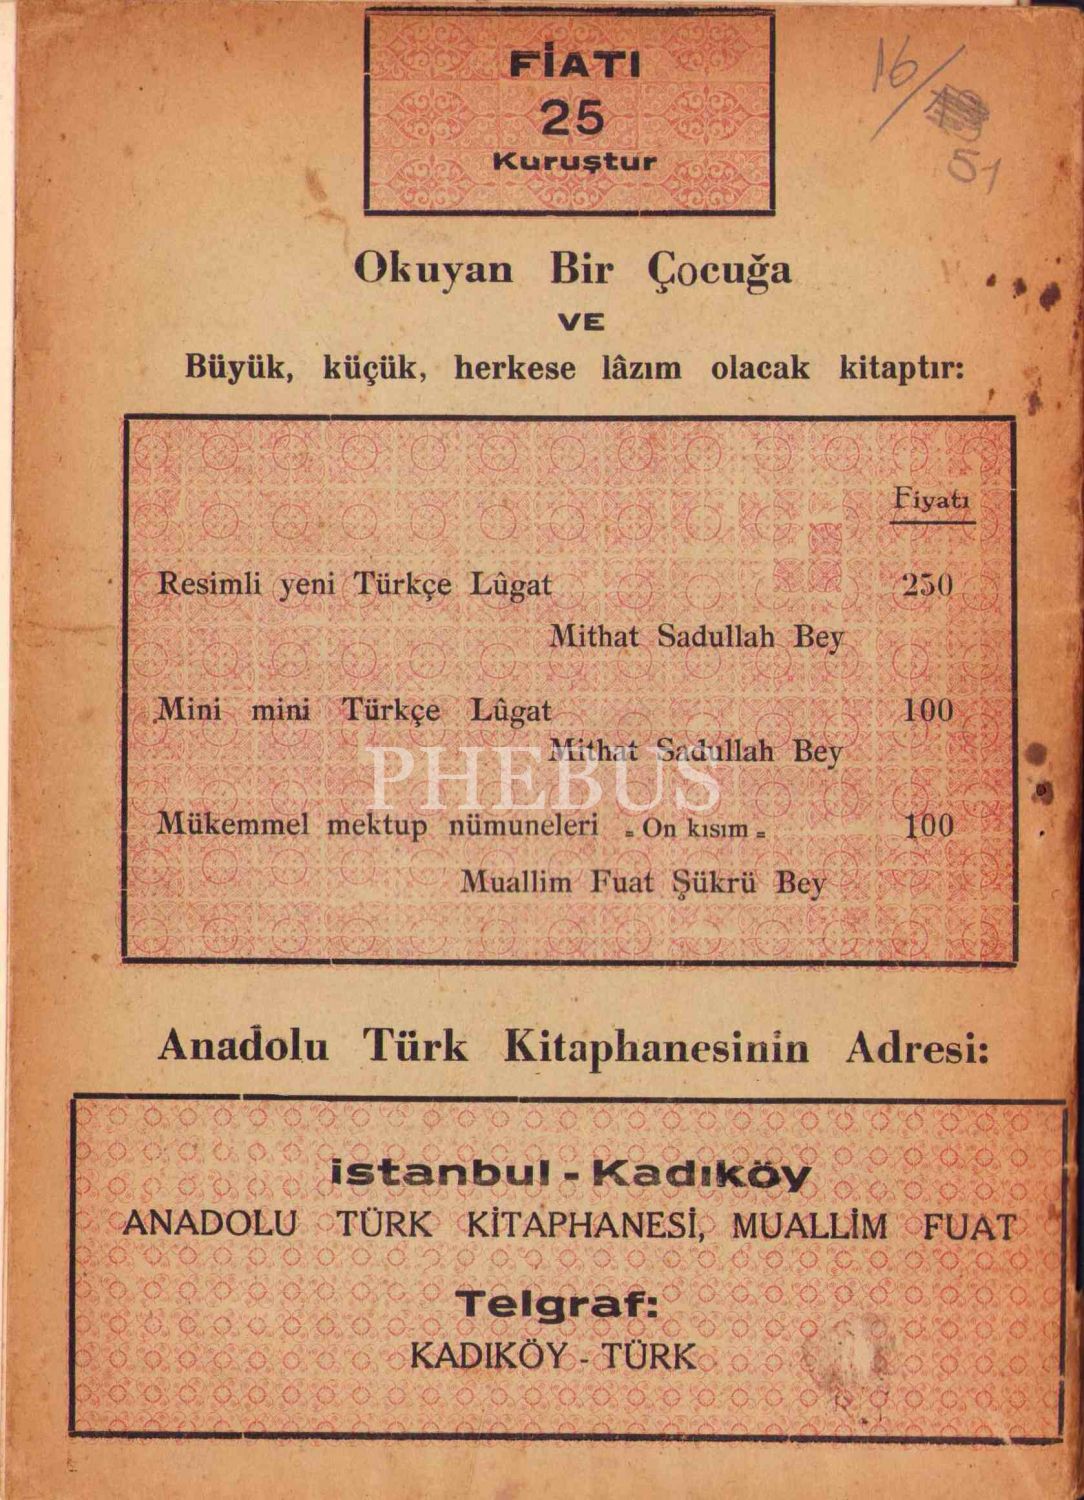 FİATI
25
Kuruştur
16/
51
Okuyan Bir Çocuğa
VE
Büyük, küçük, herkese lâzım olacak kitaptır:
Fiyatı
Resimli yeni Türkçe Lûgat 250
Mithat Sadullah Bey
Mini mini Türkçe Lûgat 100
Mithat Sadullah Bey
PHEBUS
Mükemmel mektup nümuneleri „ On kısım „ 100
Muallim Fuat Şükrü Bey
Anadolu Türk Kitaphanesinin Adresi:
istanbul - Kadıköy
ANADOLU TÜRK KİTAPHANESİ, MUALLİM FUAT
Telgraf:
KADIKÖY - TÜRK